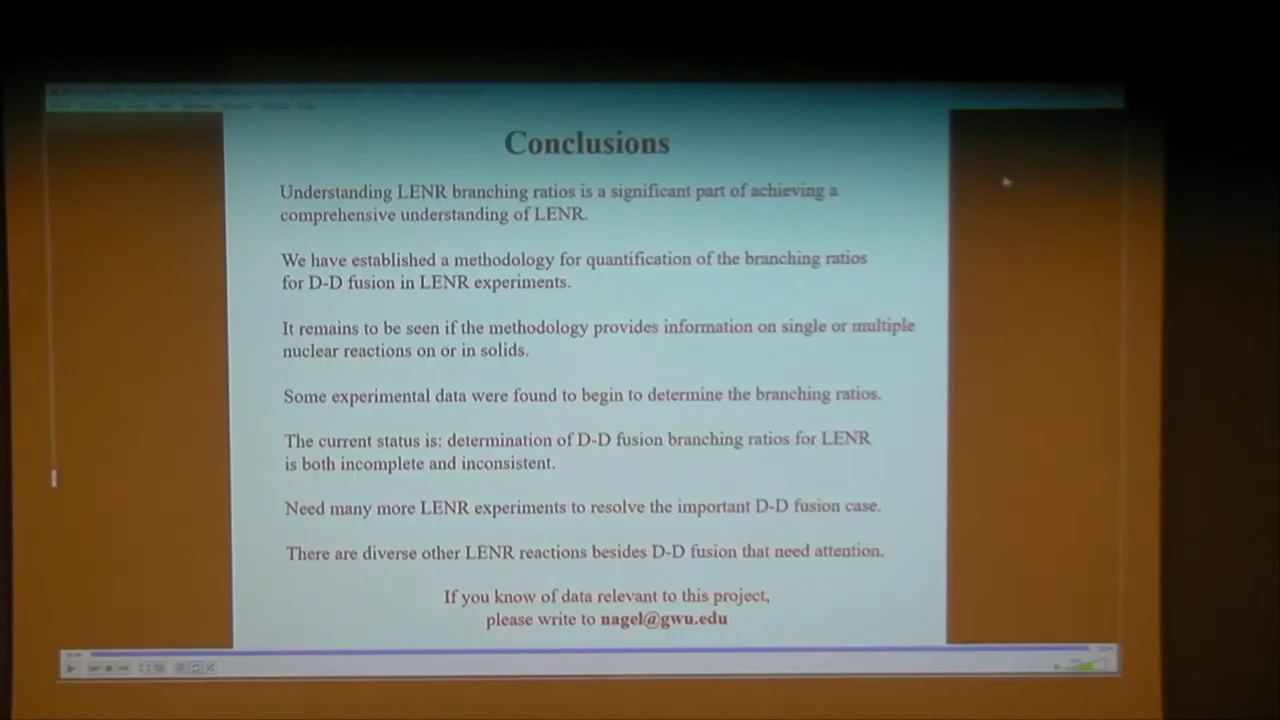 Conclusions
Understanding LENR branching ratios is a significant part of achieving a
comprehensive understanding of LENR.
We have established a methodology for quantification of the branching ratios
for D-D fusion in LENR experiments.
It remains to be seen if the methodology provides information on single or multiple
nuclear reactions on or in solids.
Some experimental data were found to begin to determine the branching ratios.
The current status is: determination of D-D fusion branching ratios for LENR
is both incomplete and inconsistent.
Need many more LENR experiments to resolve the important D-D fusion case.
There are diverse other LENR reactions besides D-D fusion that need attention.
If you know of data relevant to this project,
please write to nagel@gwu.edu